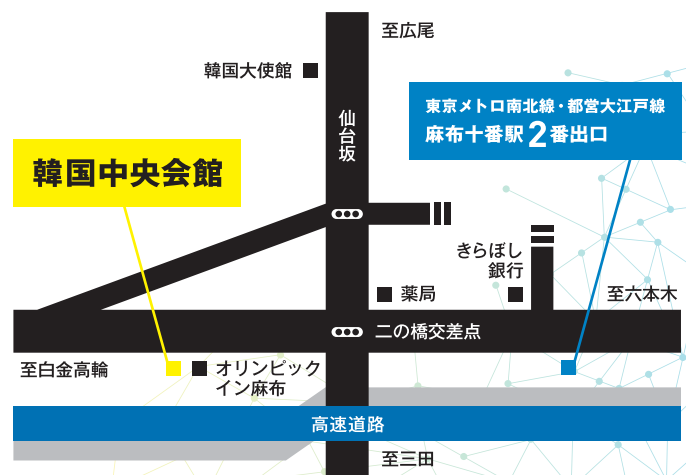 至広尾
韓国大使館
仙台坂
東京メトロ南北線・都営大江戸線
麻布十番駅2番出口
韓国中央会館
きらぼし
銀行
薬局
至六本木
二の橋交差点
至白金高輪
オリンピック
イン麻布
高速道路
至三田